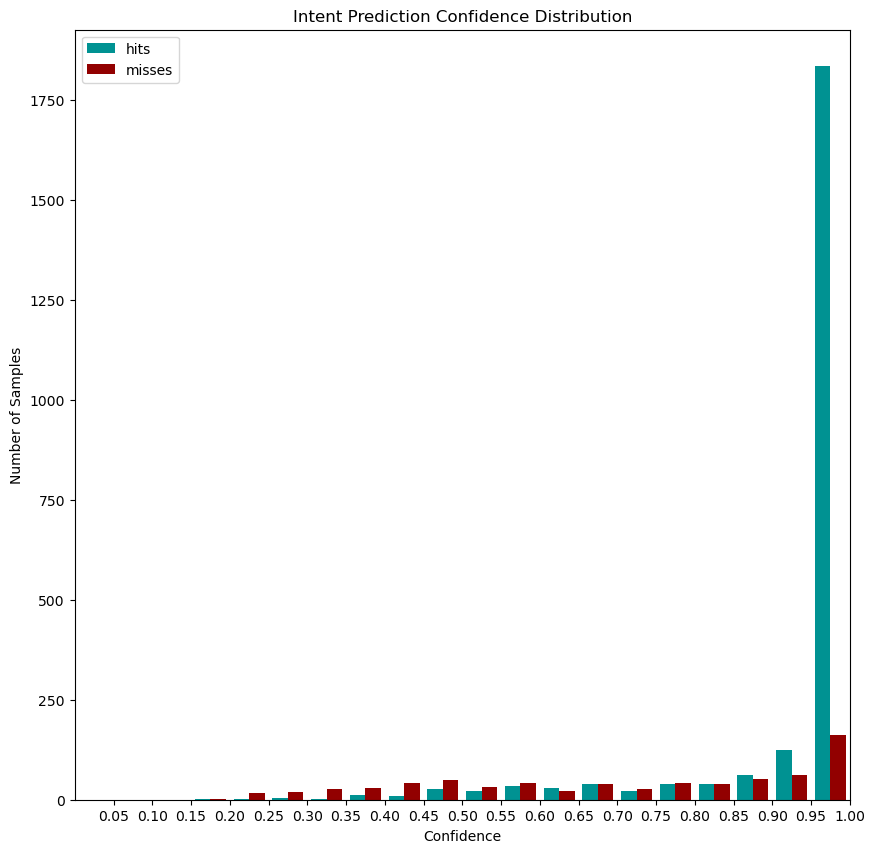 Intent Prediction Confidence Distribution
hits
misses
1750
1500
1250
1000
750
500
250
0
Number of Samples
0.05 0.10 0.15 0.20 0.25 0.30 0.35 0.40 0.45 0.50 0.55 0.60 0.65 0.70 0.75 0.80 0.85 0.90 0.95 1.00
Confidence